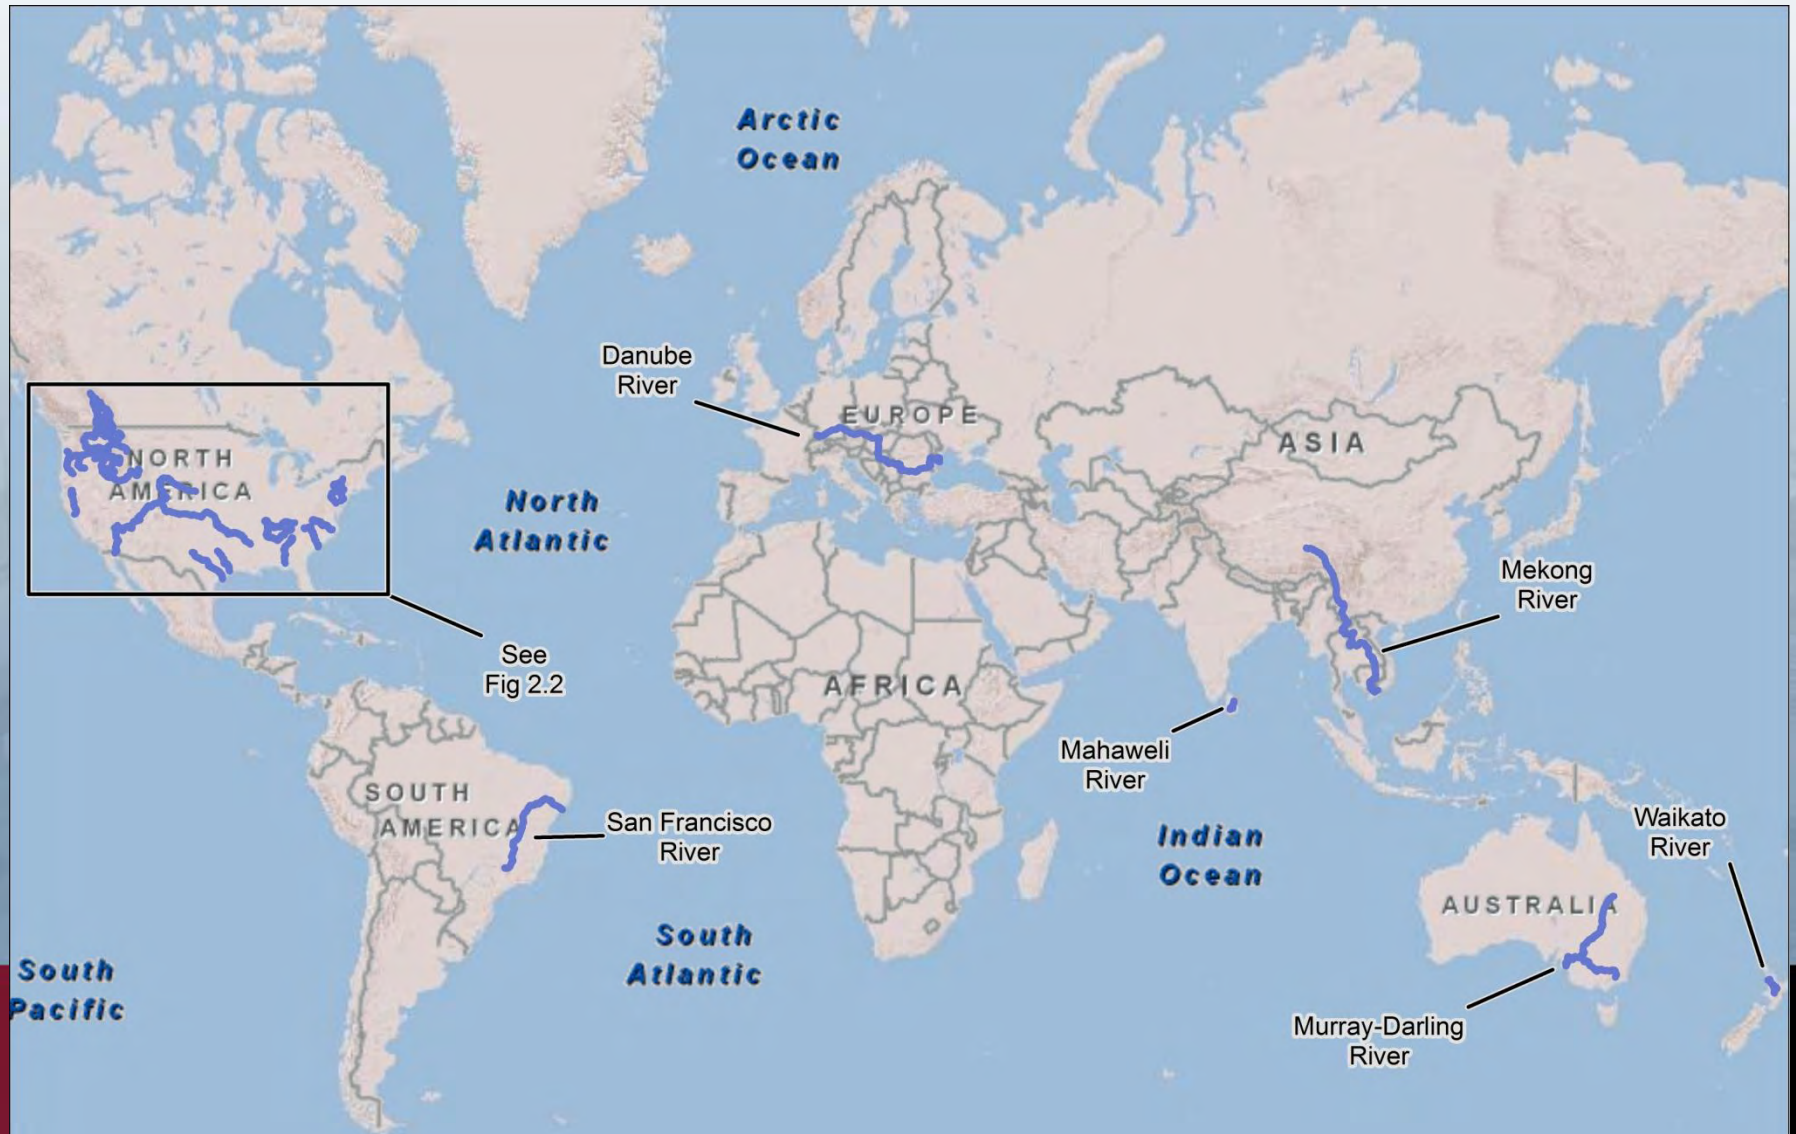 Arctic
Ocean
Danube
River
EUROPE
ASIA
NORTH
AMERICA
North
Atlantic
Mekong
River
See
Fig 2.2
AFRICA
Mahaweli
River
SOUTH
AMERICA
San Francisco
River
Indian
Ocean
Waikato
River
AUSTRALIA
South
Atlantic
South
Pacific
Murray-Darling
River